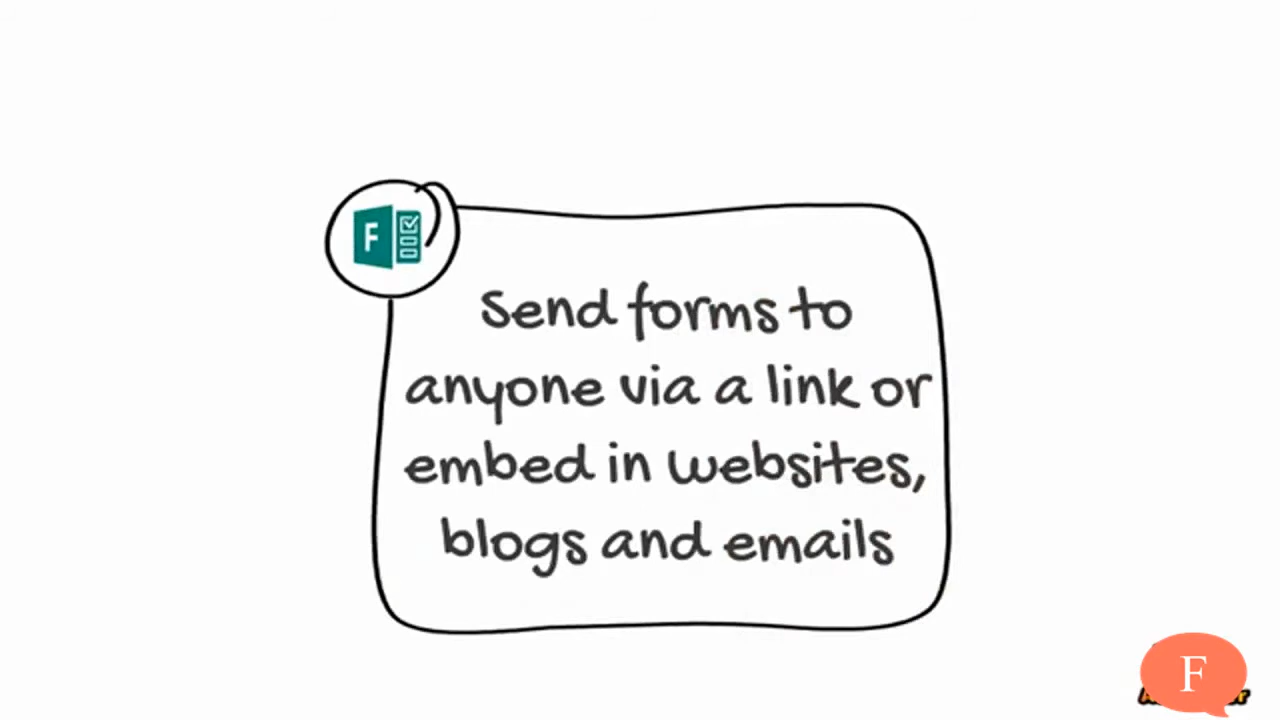 F
Send forms to
anyone via a link or
embed in websites,
blogs and emails
F